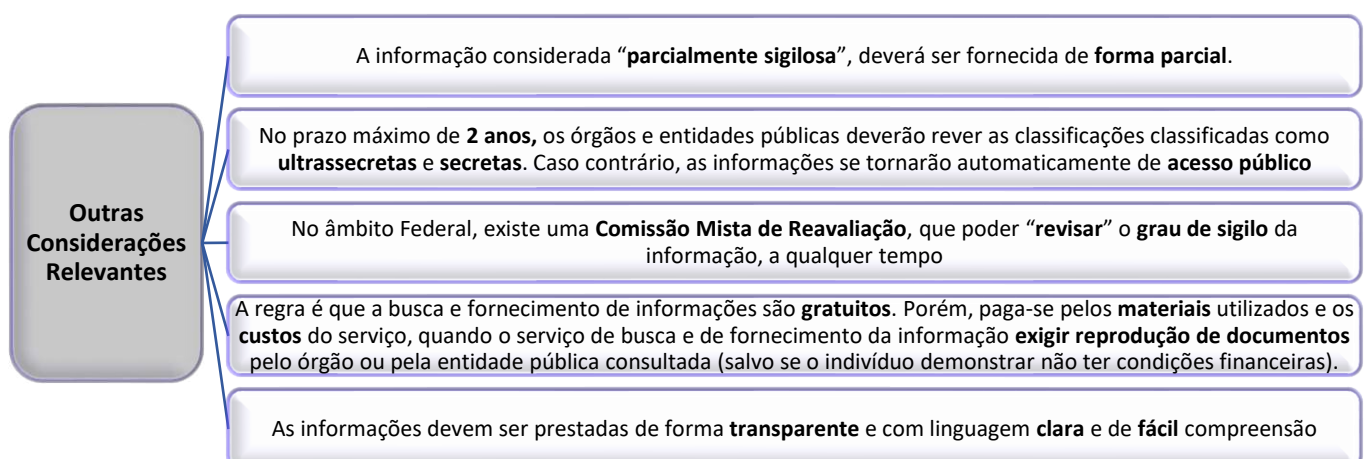 Outras
Considerações
Relevantes
A informação considerada “parcialmente sigilosa”, deverá ser fornecida de forma parcial.
No prazo máximo de 2 anos, os órgãos e entidades públicas deverão rever as classificações classificadas como
ultrassecretas e secretas. Caso contrário, as informações se tornarão automaticamente de acesso público
No âmbito Federal, existe uma Comissão Mista de Reavaliação, que poder “revisar” o grau de sigilo da
informação, a qualquer tempo
A regra é que a busca e fornecimento de informações são gratuitos. Porém, paga-se pelos materiais utilizados e os
custos do serviço, quando o serviço de busca e de fornecimento da informação exigir reprodução de documentos
pelo órgão ou pela entidade pública consultada (salvo se o indivíduo demonstrar não ter condições financeiras).
As informações devem ser prestadas de forma transparente e com linguagem clara e de fácil compreensão